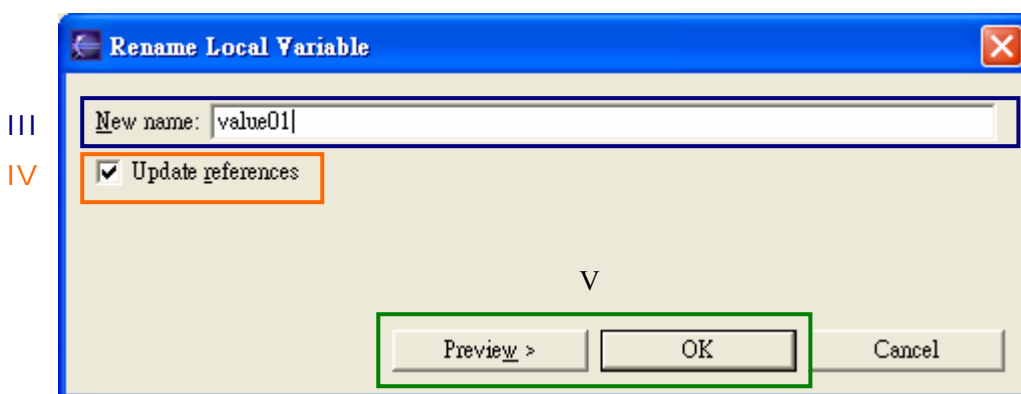 Rename Local Variable
III
New name: value01
IV
Update references
V
Preview >
OK
Cancel